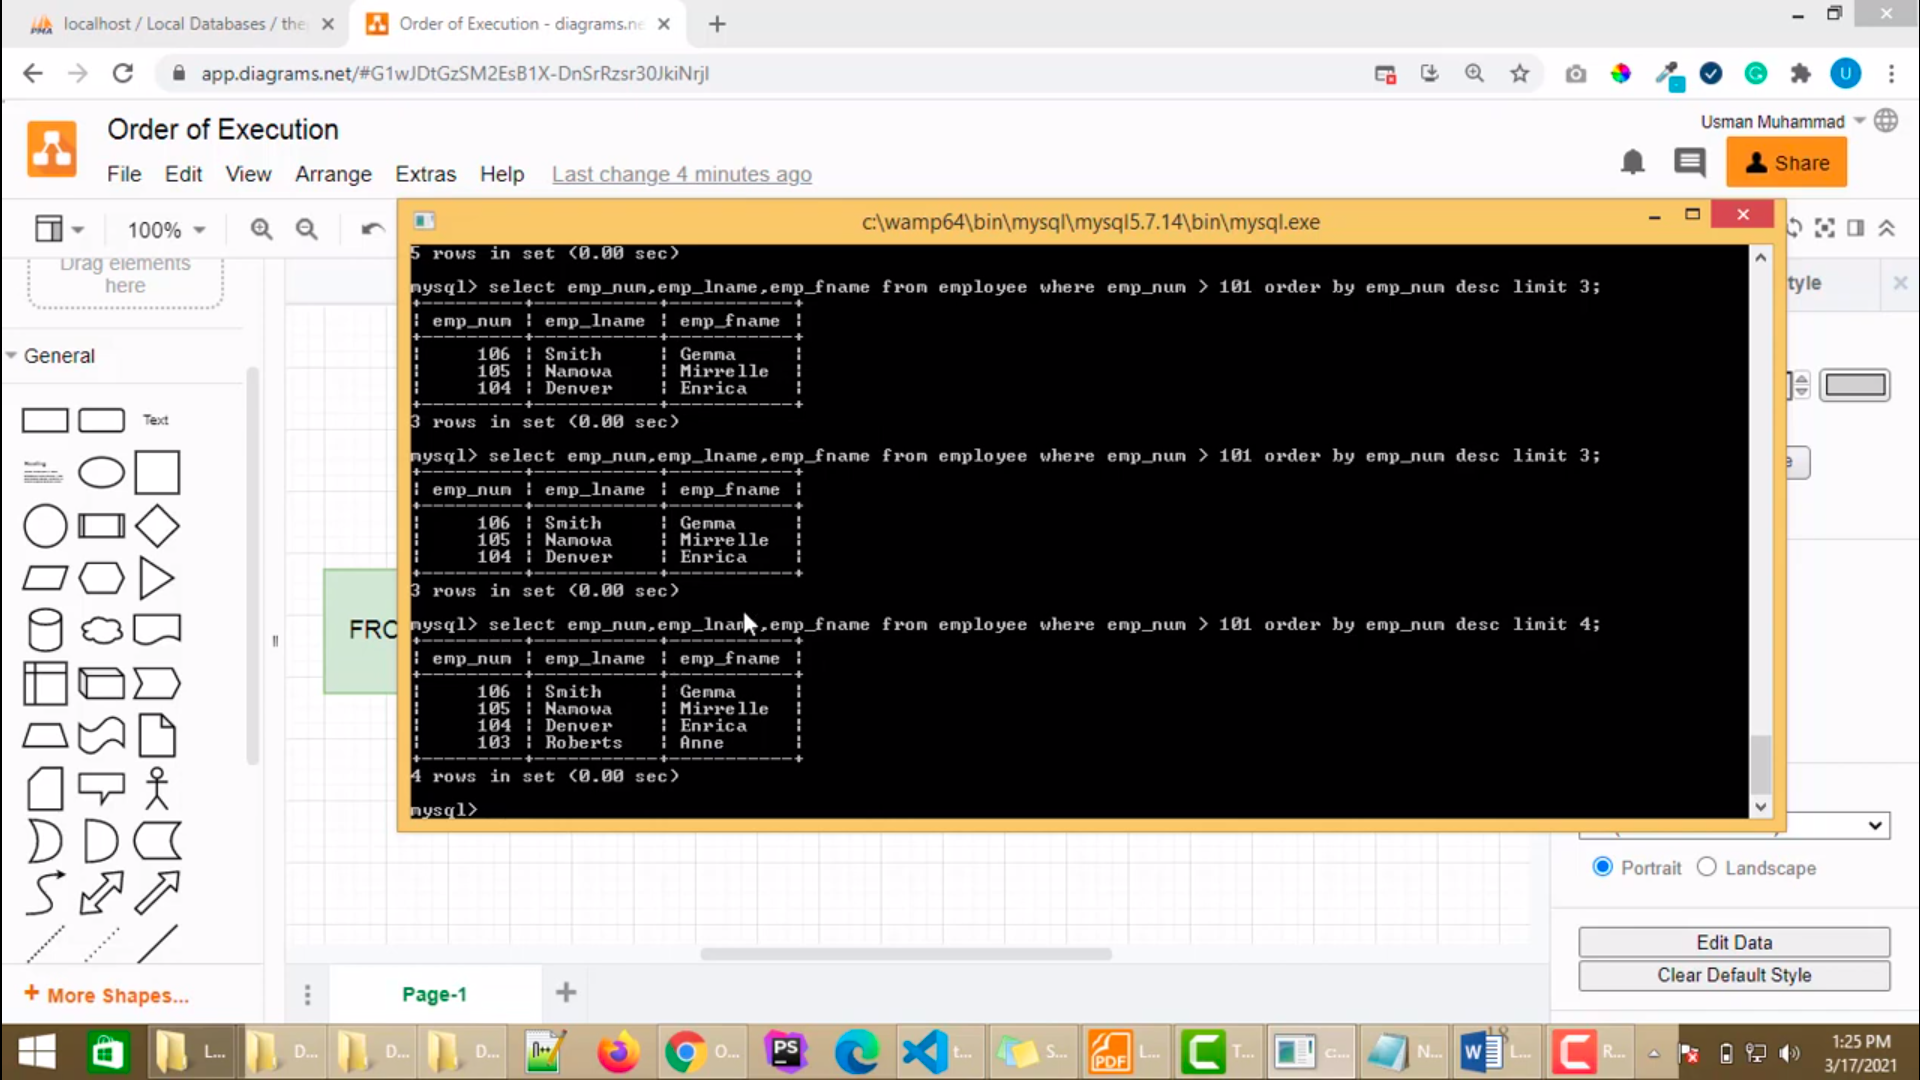 localhost / Local Databases / the
Order of Execution - diagrams.ne
app.diagrams.net/#G1wJDtGzSM2EsB1X-DnSrRzsr30JkiNrjI
U
Order of Execution
Usman Muhammad
File Edit View Arrange Extras Help Last change 4 minutes ago
Share
100%
c:\wamp64\bin\mysql\mysql5.7.14\bin\mysql.exe
Drag elements
here
General
Text
tyle
FRO
5 rows in set (0.00 sec)
mysql> select emp_num,emp_lname,emp_fname from employee where emp_num > 101 order by emp_num desc limit 3;
| emp_num | emp_lname | emp_fname |
| 106 | Smith | Gemma |
| 105 | Namowa | Mirrelle |
| 104 | Denver | Enrica |
3 rows in set (0.00 sec)
mysql> select emp_num,emp_lname,emp_fname from employee where emp_num > 101 order by emp_num desc limit 3;
| emp_num | emp_lname | emp_fname |
| 106 | Smith | Gemma |
| 105 | Namowa | Mirrelle |
| 104 | Denver | Enrica |
3 rows in set (0.00 sec)
mysql> select emp_num,emp_lname,emp_fname from employee where emp_num > 101 order by emp_num desc limit 4;
| emp_num | emp_lname | emp_fname |
| 106 | Smith | Gemma |
| 105 | Namowa | Mirrelle |
| 104 | Denver | Enrica |
| 103 | Roberts | Anne |
4 rows in set (0.00 sec)
mysql>
Portrait Landscape
Edit Data
Clear Default Style
+ More Shapes...
Page-1
L... D... D... D... O... PS t... S... PDF L... T... c:... N... W L... R...
1:25 PM
3/17/2021